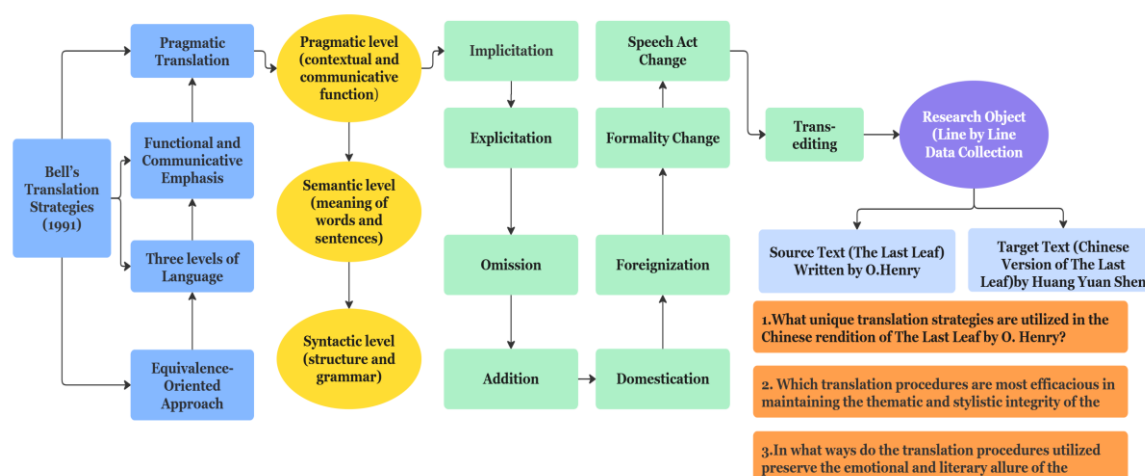 Bell's
Translation
Strategies
(1991)
Pragmatic
Translation
Functional and
Communicative
Emphasis
Three levels of
Language
Equivalence-
Oriented
Approach
Pragmatic level
(contextual and
communicative
function)
Semantic level
(meaning of
words and
sentences)
Syntactic level
(structure and
grammar)
Implicitation
Explicitation
Omission
Addition
Domestication
Foreignization
Formality Change
Speech Act
Change
Trans-
editing
Research Object
(Line by Line
Data Collection
Source Text (The Last Leaf)
Written by O.Henry
Target Text (Chinese
Version of The Last
Leaf)by Huang Yuan Shen
1.What unique translation strategies are utilized in the
Chinese rendition of The Last Leaf by O. Henry?
2. Which translation procedures are most efficacious in
maintaining the thematic and stylistic integrity of the
3.In what ways do the translation procedures utilized
preserve the emotional and literary allure of the